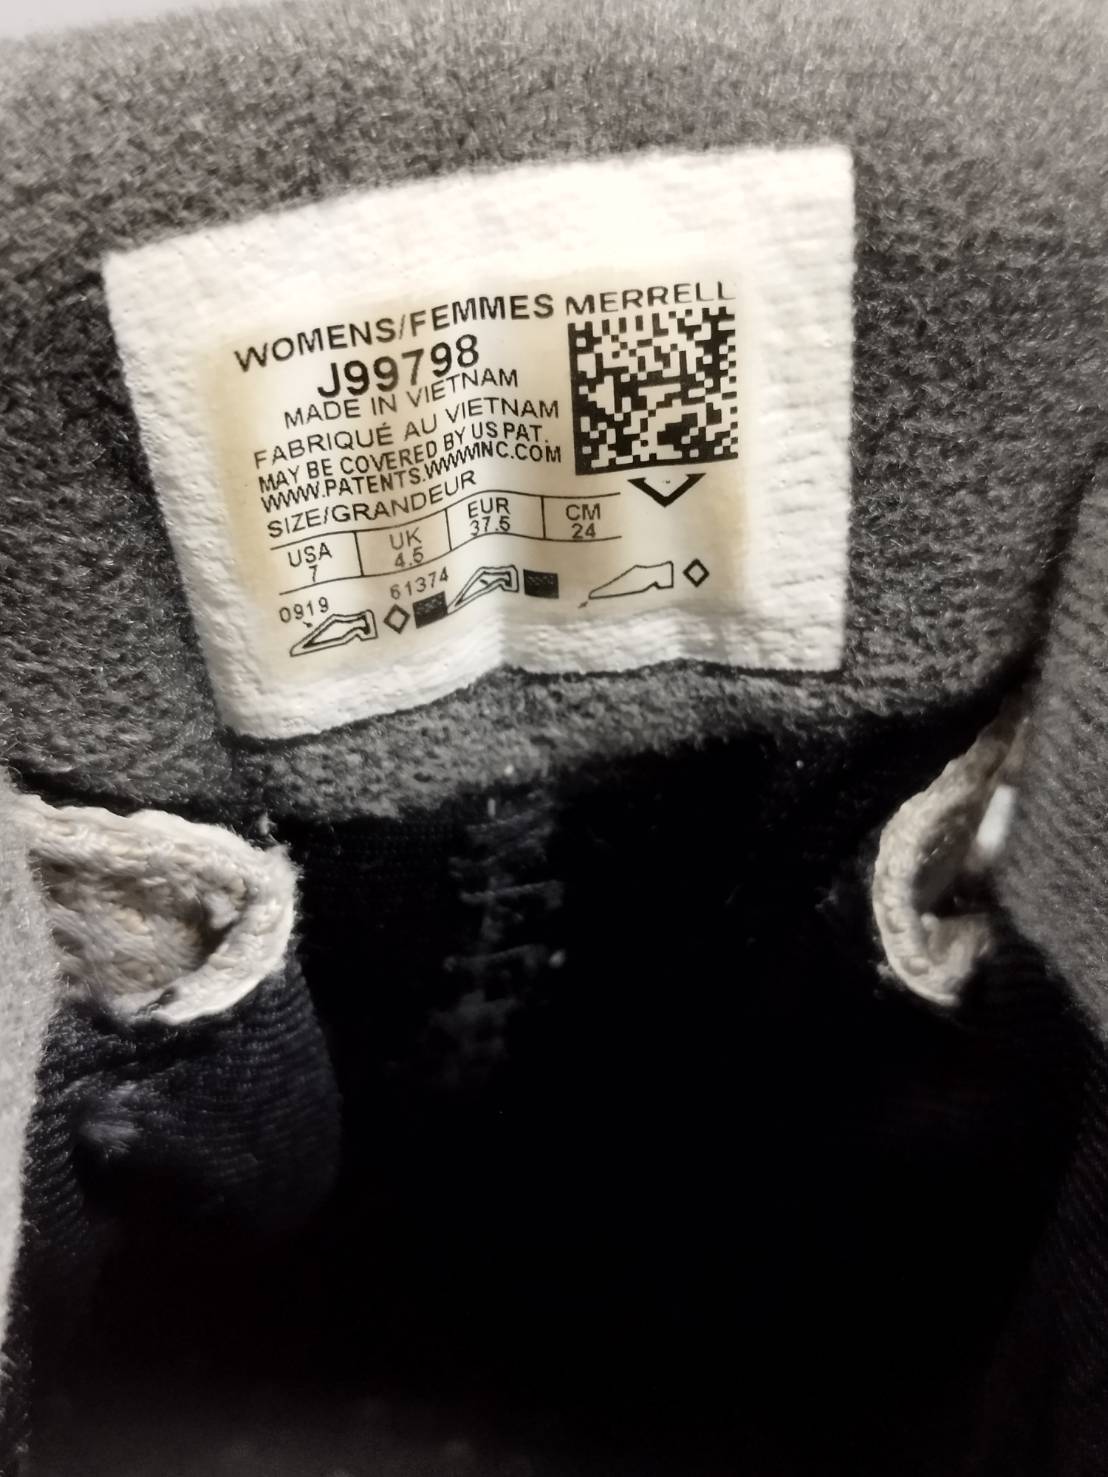 WOMENS/FEMMES MERRELL
J99798
MADE IN VIETNAM
FABRIQUÉ AU VIETNAM
MAY BE COVERED BY US PAT.
WWW.PATENTS.WWWINC.COM
SIZE/GRANDEUR
USA UK EUR CM
7 4.5 37.5 24
0919 61374